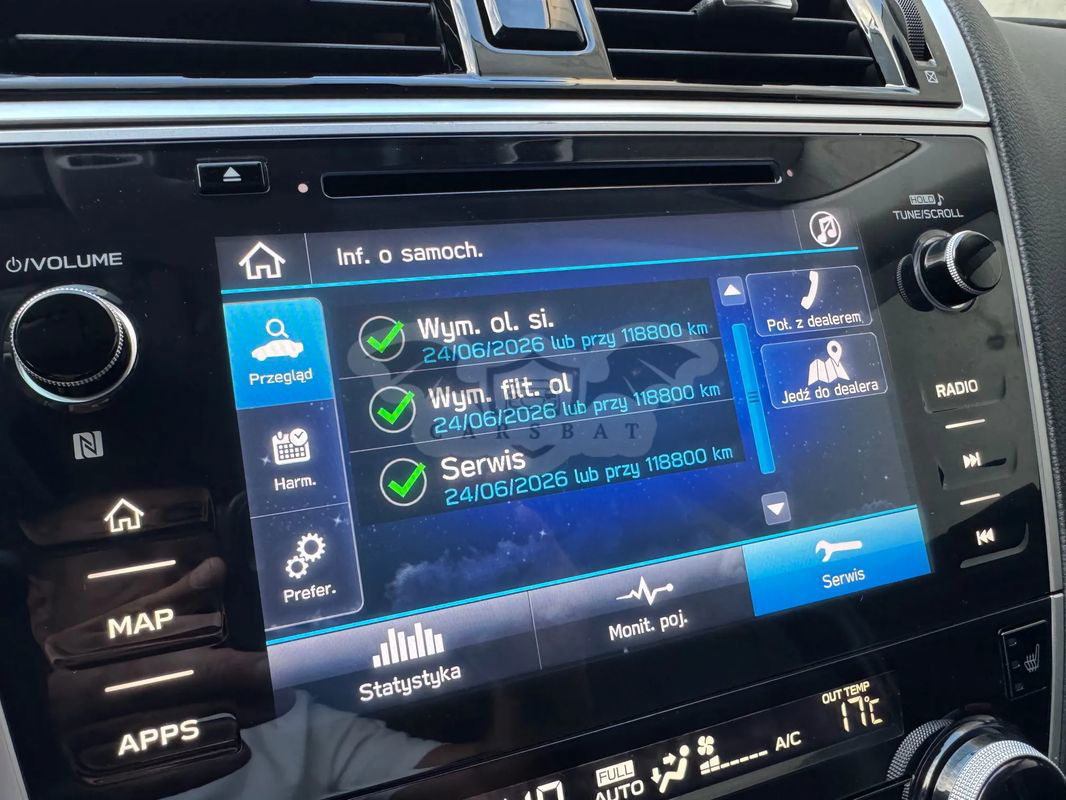 HOLD
TUNE/SCROLL
/VOLUME
Inf. o samoch.
Wym. ol. si.
24/06/2026 lub przy 118800 km
Pot. z dealerem
Przegląd
Wym. filt. ol
24/06/2026 lub przy 118800 km
Jedź do dealera
RADIO
CARSBAT
Harm.
Serwis
24/06/2026 lub przy 118800 km
Prefer.
MAP
Statystyka
Monit. poj.
Serwis
APPS
OUT TEMP
17°C
FULL
AUTO
A/C